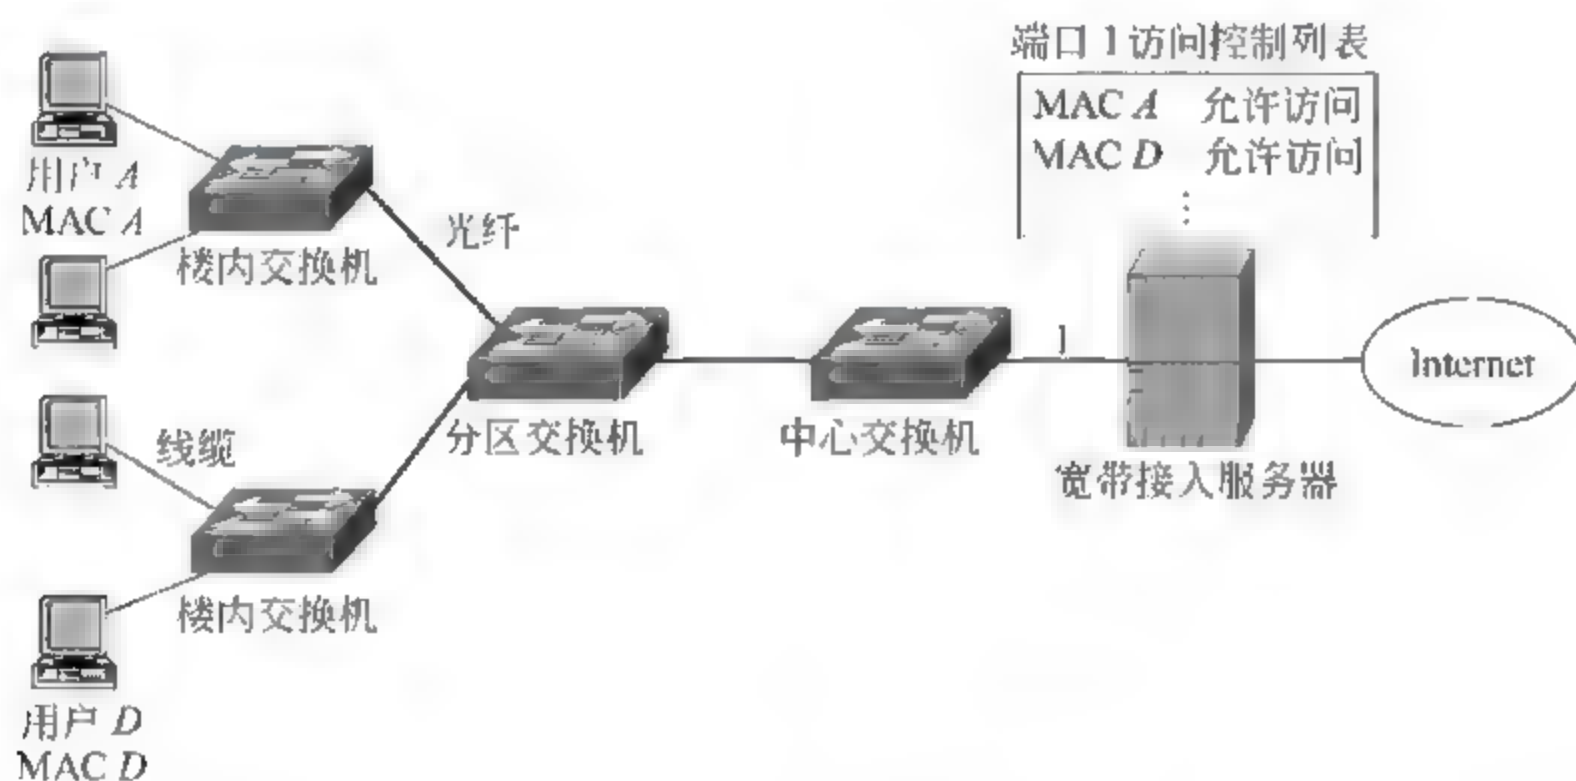 端口 1 访问控制列表
MAC A 允许访问
MAC D 允许访问
⋮
用户 A
MAC A
楼内交换机
光纤
1
Internet
分区交换机
中心交换机
宽带接入服务器
线缆
楼内交换机
用户 D
MAC D